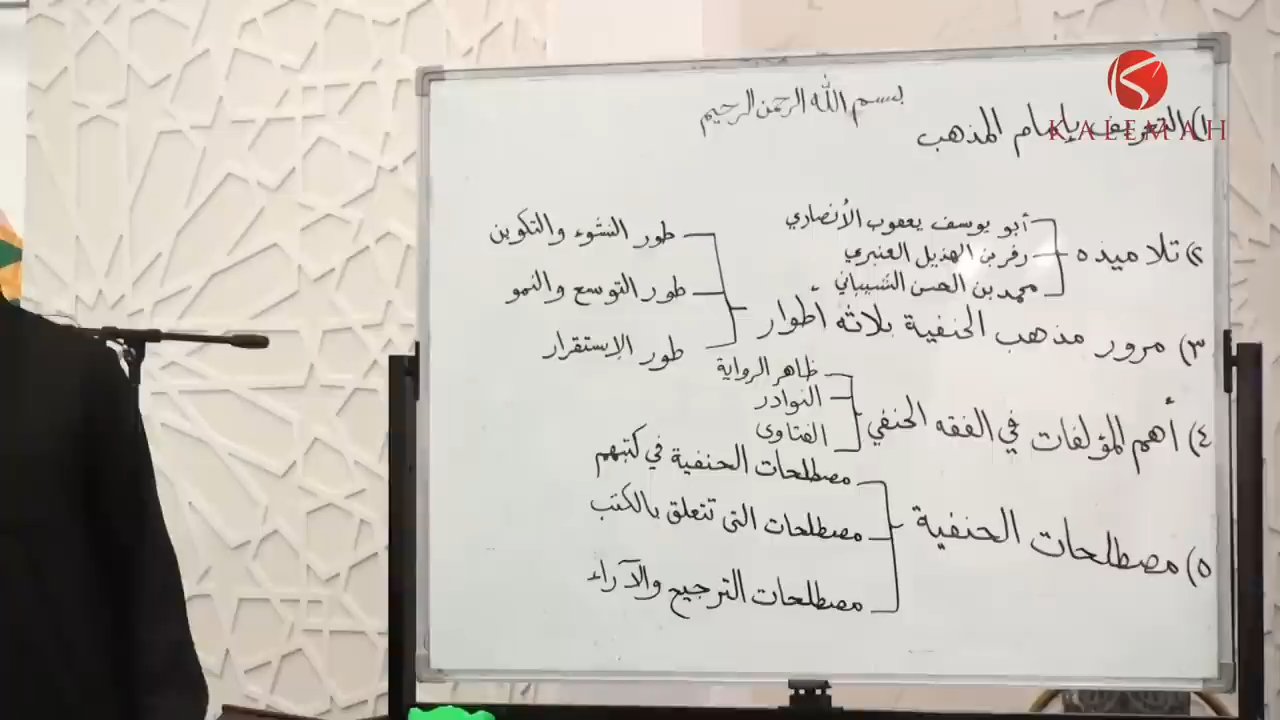 بسم الله الرحمن الرحيم
KALEMAH
١) التعريف بإمام المذهب
٢) تلاميذه
أبو يوسف يعقوب الأنصاري
زفر بن الهذيل العنبري
محمد بن الحسن الشيباني
٣) مرور مذهب الحنفية بثلاثة أطوار
طور النشوء والتكوين
طور التوسع والنمو
طور الإستقرار
٤) أهم المؤلفات في الفقه الحنفي
ظاهر الرواية
النوادر
الفتاوى
٥) مصطلحات الحنفية
مصطلحات الحنفية في كتبهم
مصطلحات التى تتعلق بالكتب
مصطلحات الترجيح والآراء